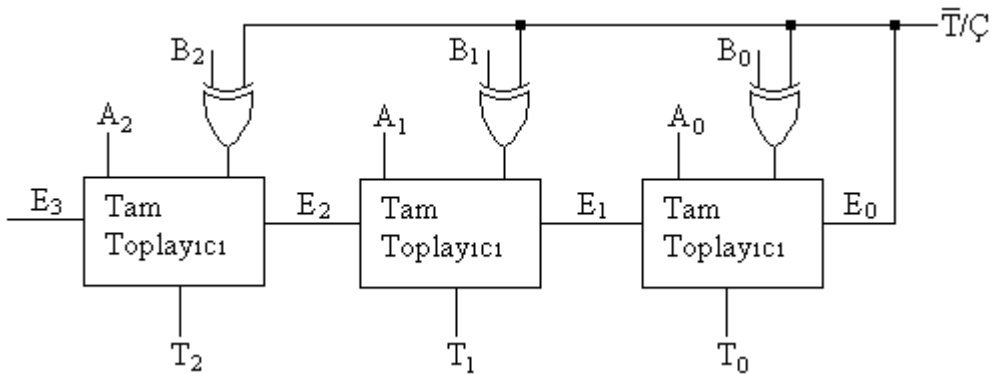 T̅/Ç
B₂ B₁ B₀
A₂ A₁ A₀
E₃ Tam Toplayıcı E₂ Tam Toplayıcı E₁ Tam Toplayıcı E₀
T₂ T₁ T₀